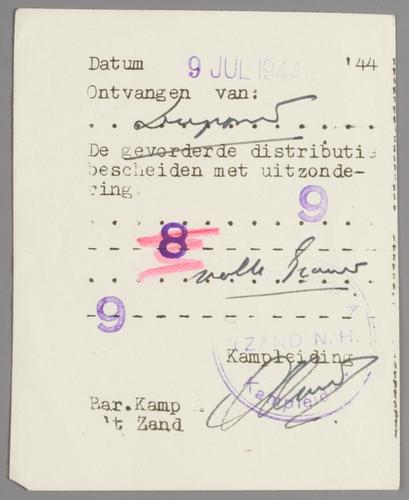 Datum 9 JUL 1944 '44
Ontvangen van:
De gevorderde distributie
bescheiden met uitzonde-
ring.
9
8
9
ZAND N.H.
Kampleiding
Kampleid
Bar.Kamp
't Zand